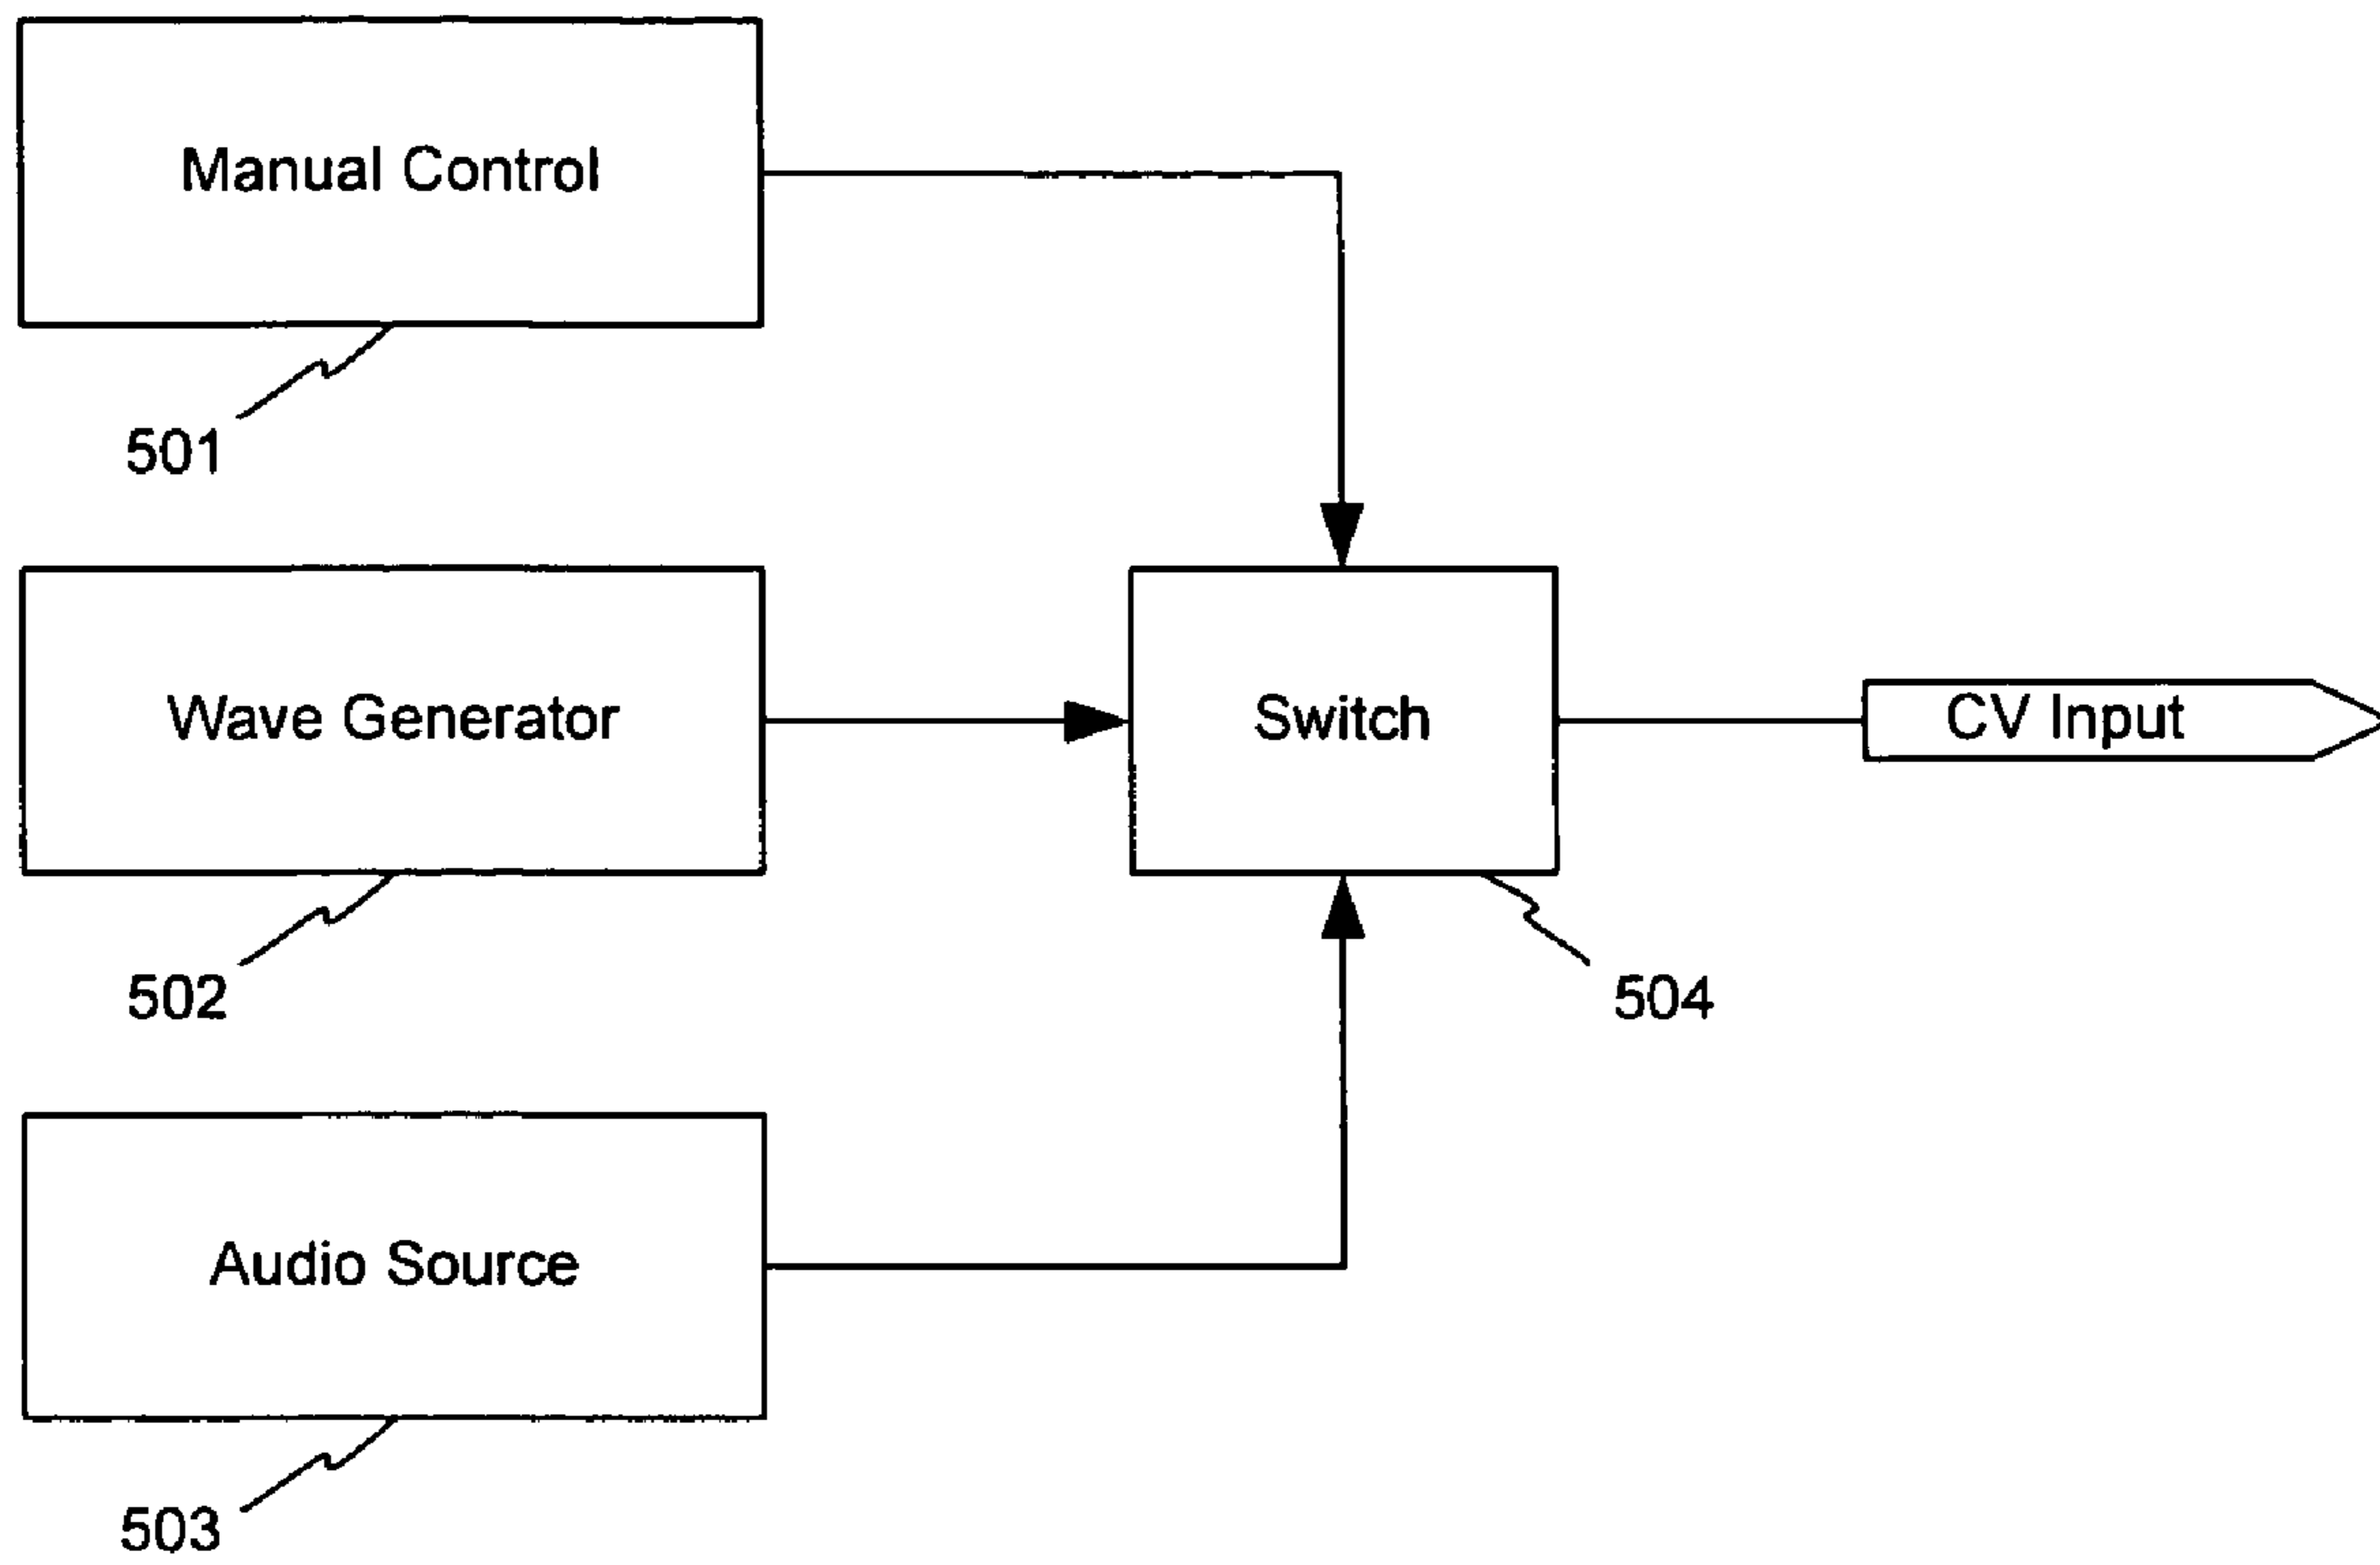 Manual Control
501
Wave Generator
Switch
CV Input
502
504
Audio Source
503